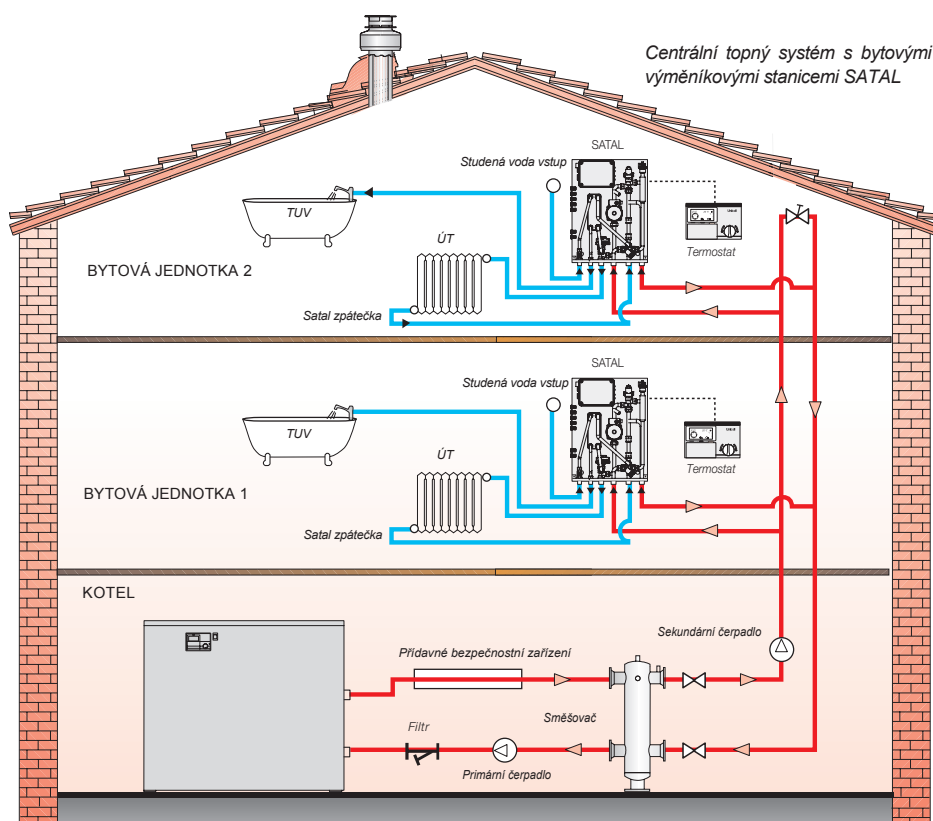 Centrální topný systém s bytovými
výměníkovými stanicemi SATAL
SATAL
Studená voda vstup
TUV
ÚT
Termostat
BYTOVÁ JEDNOTKA 2
Satal zpátečka
SATAL
Studená voda vstup
TUV
ÚT
Termostat
BYTOVÁ JEDNOTKA 1
Satal zpátečka
KOTEL
Sekundární čerpadlo
Přídavné bezpečnostní zařízení
Směšovač
Filtr
Primární čerpadlo